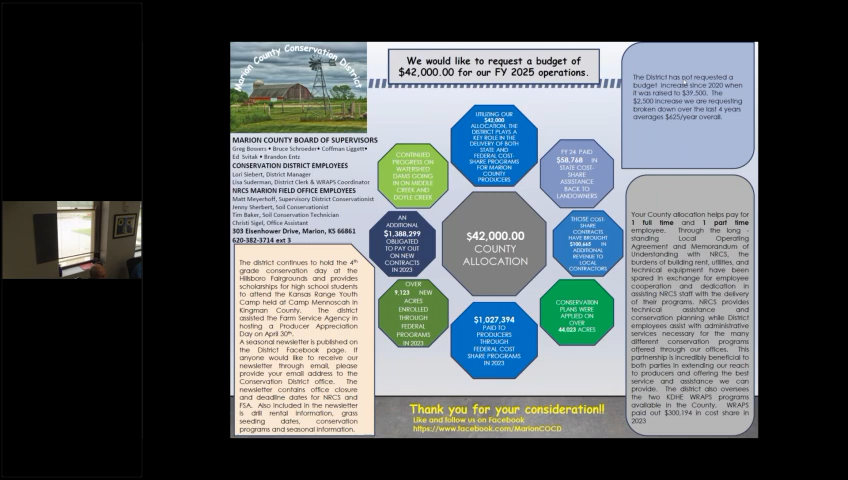 Marion County Conservation District
We would like to request a budget of
$42,000.00 for our FY 2025 operations.
The District has not requested a
budget increase since 2020 when
it was raised to $39,500. The
$2,500 increase we are requesting
broken down over the last 4 years
averages $625/year overall.
MARION COUNTY BOARD OF SUPERVISORS
Greg Bowers • Bruce Schroeder• Coffman Liggett•
Ed Svitak • Brandon Entz
CONSERVATION DISTRICT EMPLOYEES
Lori Siebert, District Manager
Lisa Suderman, District Clerk & WRAPS Coordinator
NRCS MARION FIELD OFFICE EMPLOYEES
Matt Meyerhoff, Supervisory District Conservationist
Jenny Sherbert, Soil Conservationist
Tim Baker, Soil Conservation Technician
Christi Sigel, Office Assistant
303 Eisenhower Drive, Marion, KS 66861
620-382-3714 ext 3
The district continues to hold the 4th
grade conservation day at the
Hillsboro Fairgrounds and provides
scholarships for high school students
to attend the Kansas Range Youth
Camp held at Camp Mennoscah in
Kingman County. The district
assisted the Farm Service Agency in
hosting a Producer Appreciation
Day on April 30th.
A seasonal newsletter is published on
the District Facebook page. If
anyone would like to receive our
newsletter through email, please
provide your email address to the
Conservation District office. The
newsletter contains office closure
and deadline dates for NRCS and
FSA. Also included in the newsletter
is drill rental information, grass
seeding dates, conservation
programs and seasonal information.
UTILIZING OUR
$42,000
ALLOCATION, THE
DISTRICT PLAYS A
KEY ROLE IN THE
DELIVERY OF BOTH
STATE AND
FEDERAL COST
SHARE PROGRAMS
FOR MARION
COUNTY
PRODUCERS
CONTINUED
PROGRESS ON
WATERSHED
DAMS GOING
IN ON MIDDLE
CREEK AND
DOYLE CREEK
FY 24 PAID
$58,768 IN
STATE COST-
SHARE
ASSISTANCE
BACK TO
LANDOWNERS
AN
ADDITIONAL
$1,388,299
OBLIGATED TO
PAY OUT
ON NEW
CONTRACTS
IN 2023
$42,000.00
COUNTY
ALLOCATION
THOSE COST-
SHARE
CONTRACTS
HAVE BROUGHT
$100,665 IN
ADDITIONAL
REVENUE TO
LOCAL
CONTRACTORS
OVER
9,123 NEW
ACRES
ENROLLED
THROUGH
FEDERAL
PROGRAMS
IN 2023
$1,027,394
PAID TO
PRODUCERS
THROUGH
FEDERAL COST
SHARE PROGRAMS
IN 2023
CONSERVATION
PLANS WERE
APPLIED ON
OVER
44,023 ACRES
Your County allocation helps pay for
1 full time and 1 part time
employee. Through the long -
standing Local Operating
Agreement and Memorandum of
Understanding with NRCS, the
burdens of building rent, utilities, and
technical equipment have been
spared in exchange for employee
cooperation and dedication in
assisting NRCS staff with the delivery
of their programs. NRCS provides
technical assistance and
conservation planning while District
employees assist with administrative
services necessary for the many
different conservation programs
offered through our offices. This
partnership is incredibly beneficial to
both parties in extending our reach
to producers and offering the best
service and assistance we can
provide. The district also oversees
the two KDHE WRAPS programs
available in the County. WRAPS
paid out $300,194 in cost share in
2023
Thank you for your consideration!!
Like and follow us on Facebook
https://www.facebook.com/MarionCOCD